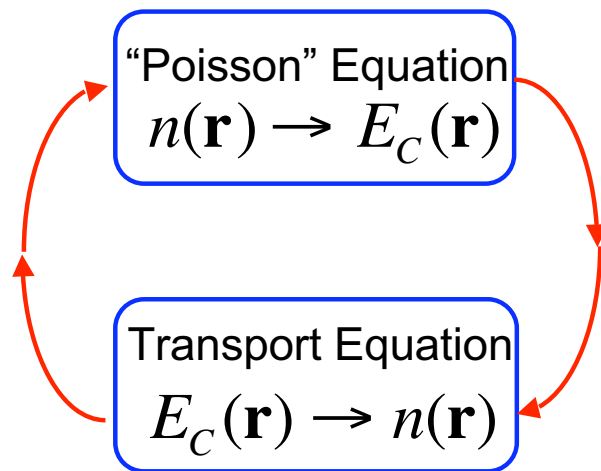 “Poisson” Equation
n(r) → E_C(r)
Transport Equation
E_C(r) → n(r)